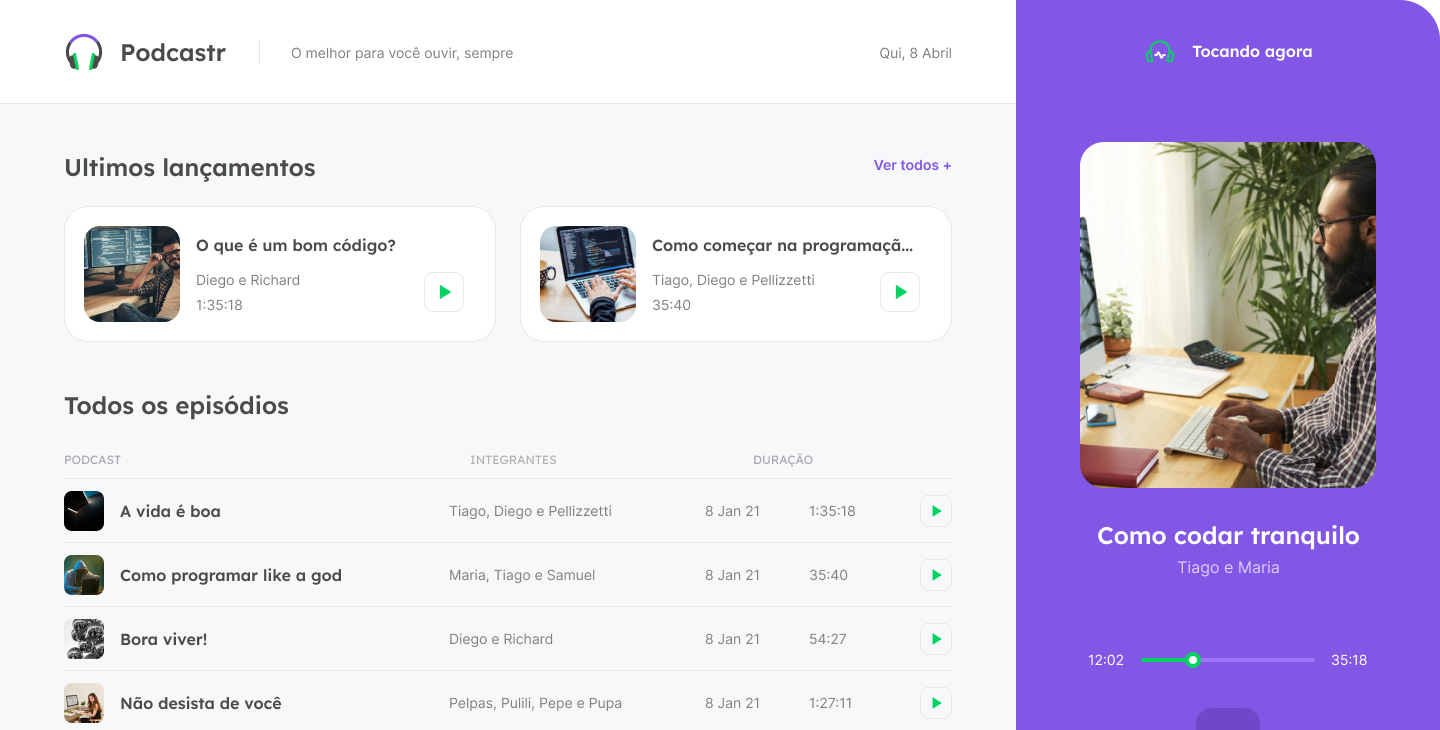 Podcastr
O melhor para você ouvir, sempre
Qui, 8 Abril
Tocando agora
Ultimos lançamentos
Ver todos +
O que é um bom código?
Diego e Richard
1:35:18
Como começar na programaçã...
Tiago, Diego e Pellizzetti
35:40
Todos os episódios
PODCAST INTEGRANTES DURAÇÃO
A vida é boa Tiago, Diego e Pellizzetti 8 Jan 21 1:35:18
Como programar like a god Maria, Tiago e Samuel 8 Jan 21 35:40
Bora viver! Diego e Richard 8 Jan 21 54:27
Não desista de você Pelpas, Pulili, Pepe e Pupa 8 Jan 21 1:27:11
Como codar tranquilo
Tiago e Maria
12:02 35:18